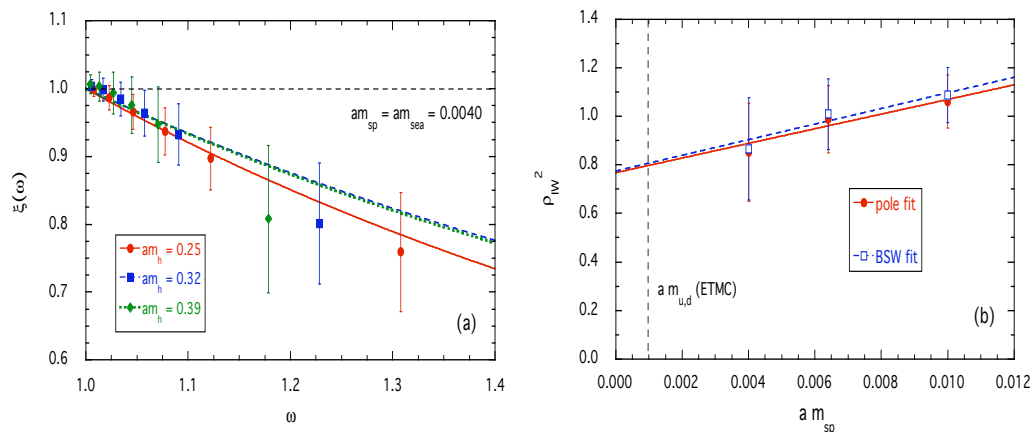 1.1
1.0
0.9
0.8
0.7
0.6
ξ(ω)
am_sp = am_sea = 0.0040
am_h = 0.25
am_h = 0.32
am_h = 0.39
(a)
1.0 1.1 1.2 1.3 1.4
ω
1.4
1.2
1.0
0.8
0.6
0.4
0.2
0.0
ρ_IW^2
pole fit
BSW fit
a m_u,d (ETMC)
(b)
0.000 0.002 0.004 0.006 0.008 0.010 0.012
a m_sp